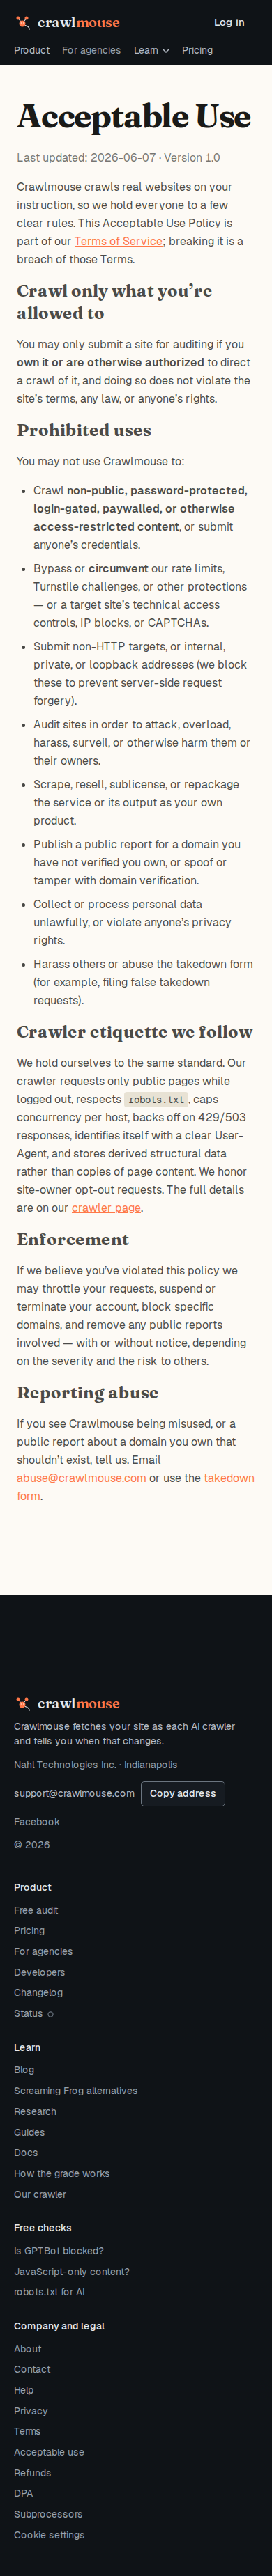 crawlmouse
Log in
Product
For agencies
Learn
Pricing
Acceptable Use
Last updated: 2026-06-07 · Version 1.0
Crawlmouse crawls real websites on your
instruction, so we hold everyone to a few
clear rules. This Acceptable Use Policy is
part of our Terms of Service; breaking it is a
breach of those Terms.
Crawl only what you’re
allowed to
You may only submit a site for auditing if you
own it or are otherwise authorized to direct
a crawl of it, and doing so does not violate the
site’s terms, any law, or anyone’s rights.
Prohibited uses
You may not use Crawlmouse to:
• Crawl non-public, password-protected,
login-gated, paywalled, or otherwise
access-restricted content, or submit
anyone’s credentials.
• Bypass or circumvent our rate limits,
Turnstile challenges, or other protections
— or a target site’s technical access
controls, IP blocks, or CAPTCHAs.
• Submit non-HTTP targets, or internal,
private, or loopback addresses (we block
these to prevent server-side request
forgery).
• Audit sites in order to attack, overload,
harass, surveil, or otherwise harm them or
their owners.
• Scrape, resell, sublicense, or repackage
the service or its output as your own
product.
• Publish a public report for a domain you
have not verified you own, or spoof or
tamper with domain verification.
• Collect or process personal data
unlawfully, or violate anyone’s privacy
rights.
• Harass others or abuse the takedown form
(for example, filing false takedown
requests).
Crawler etiquette we follow
We hold ourselves to the same standard. Our
crawler requests only public pages while
logged out, respects robots.txt, caps
concurrency per host, backs off on 429/503
responses, identifies itself with a clear User-
Agent, and stores derived structural data
rather than copies of page content. We honor
site-owner opt-out requests. The full details
are on our crawler page.
Enforcement
If we believe you’ve violated this policy we
may throttle your requests, suspend or
terminate your account, block specific
domains, and remove any public reports
involved — with or without notice, depending
on the severity and the risk to others.
Reporting abuse
If you see Crawlmouse being misused, or a
public report about a domain you own that
shouldn’t exist, tell us. Email
abuse@crawlmouse.com or use the takedown
form.
crawlmouse
Crawlmouse fetches your site as each AI crawler
and tells you when that changes.
Nahl Technologies Inc. · Indianapolis
support@crawlmouse.com
Copy address
Facebook
© 2026
Product
Free audit
Pricing
For agencies
Developers
Changelog
Status
Learn
Blog
Screaming Frog alternatives
Research
Guides
Docs
How the grade works
Our crawler
Free checks
Is GPTBot blocked?
JavaScript-only content?
robots.txt for AI
Company and legal
About
Contact
Help
Privacy
Terms
Acceptable use
Refunds
DPA
Subprocessors
Cookie settings